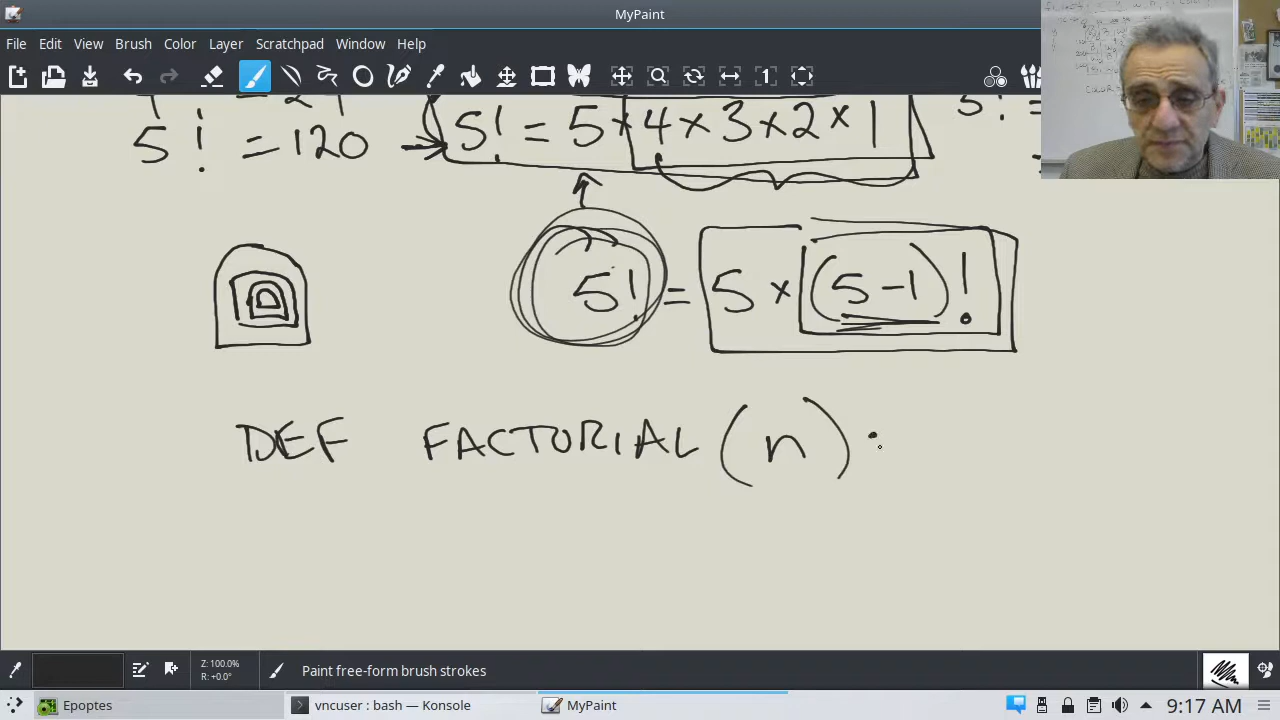 MyPaint
File Edit View Brush Color Layer Scratchpad Window Help
5! = 120
5! = 5 × 4 × 3 × 2 × 1
5! = 5 × (5 - 1)!
DEF FACTORIAL (n):
Z: 100.0%
R: +0.0°
Paint free-form brush strokes
Epoptes
vncuser : bash — Konsole
MyPaint
9:17 AM